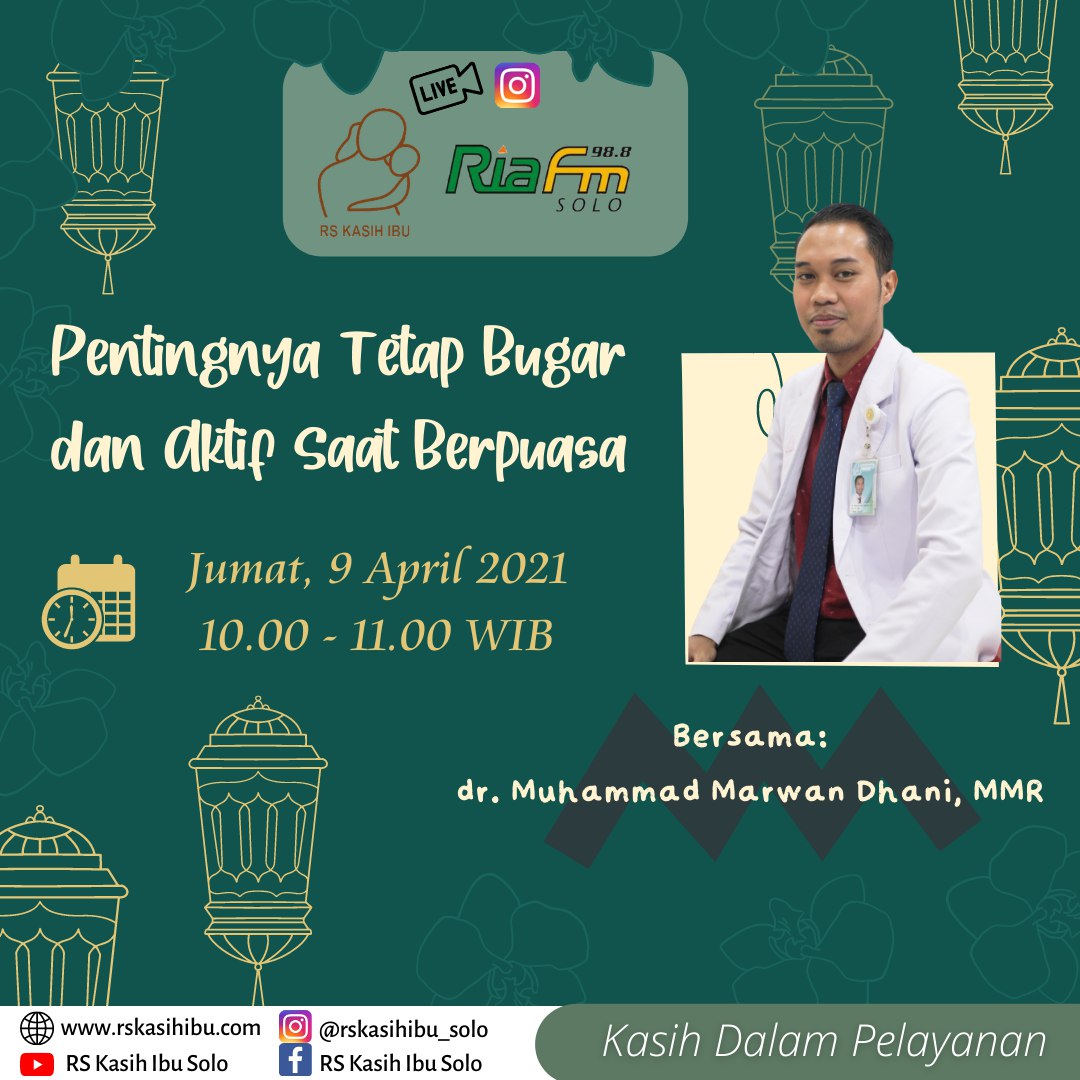 LIVE
RS KASIH IBU
Ria Fm 98.8
SOLO
Pentingnya Tetap Bugar
dan Aktif Saat Berpuasa
Jumat, 9 April 2021
10.00 - 11.00 WIB
Bersama:
dr. Muhammad Marwan Dhani, MMR
www.rskasihibu.com
@rskasihibu_solo
RS Kasih Ibu Solo
RS Kasih Ibu Solo
Kasih Dalam Pelayanan